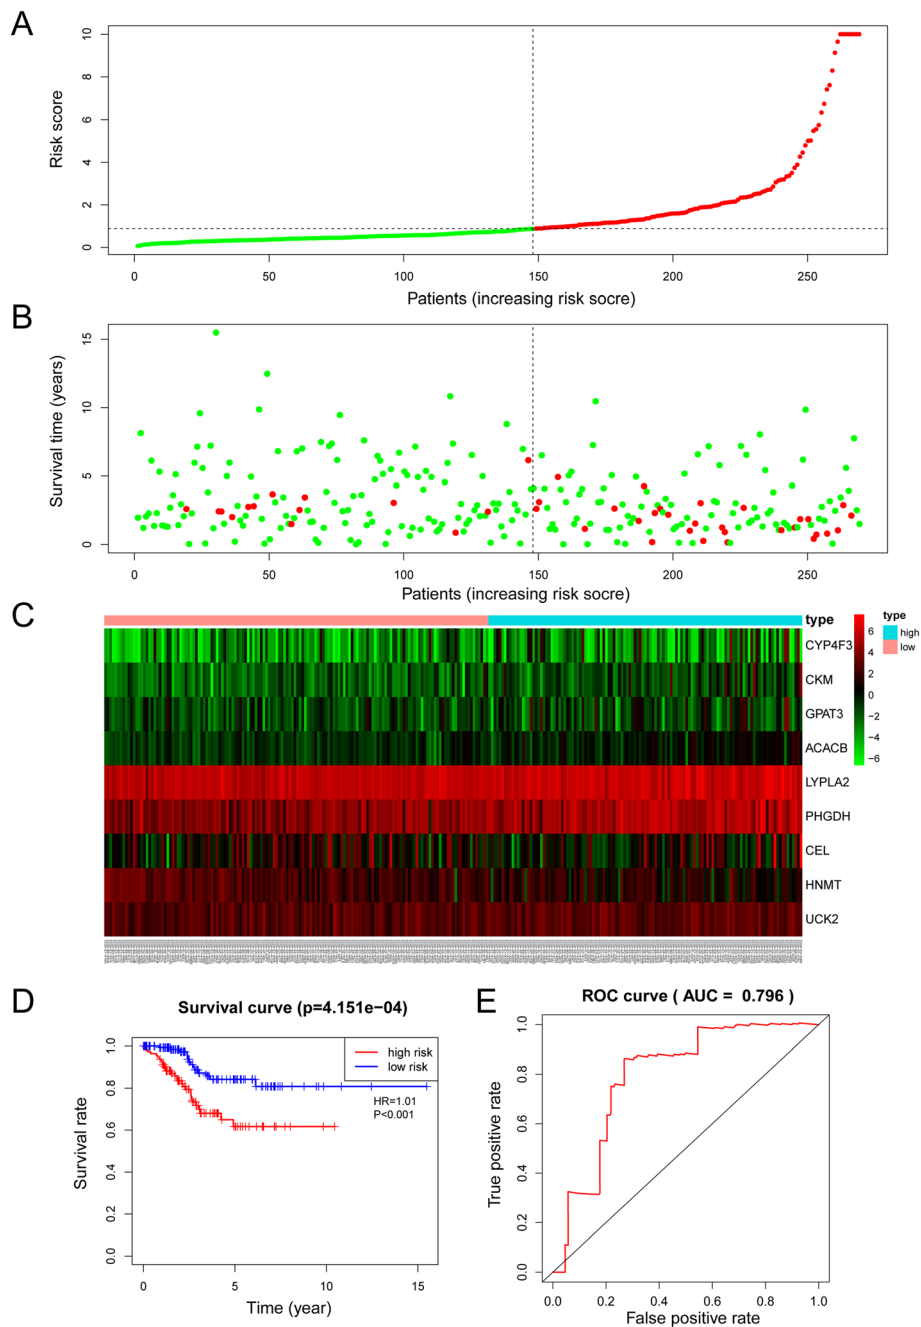 A
Risk score
10
8
6
4
2
0
0 50 100 150 200 250
Patients (increasing risk socre)
B
Survival time (years)
15
10
5
0
0 50 100 150 200 250
Patients (increasing risk socre)
C
type
CYP4F3
CKM
GPAT3
ACACB
LYPLA2
PHGDH
CEL
HNMT
UCK2
6
4
2
0
−2
−4
−6
type
high
low
D
Survival curve (p=4.151e−04)
Survival rate
1.0
0.8
0.6
0.4
0.2
0.0
high risk
low risk
HR=1.01
P<0.001
0 5 10 15
Time (year)
E
ROC curve ( AUC = 0.796 )
True positive rate
1.0
0.8
0.6
0.4
0.2
0.0
0.0 0.2 0.4 0.6 0.8 1.0
False positive rate